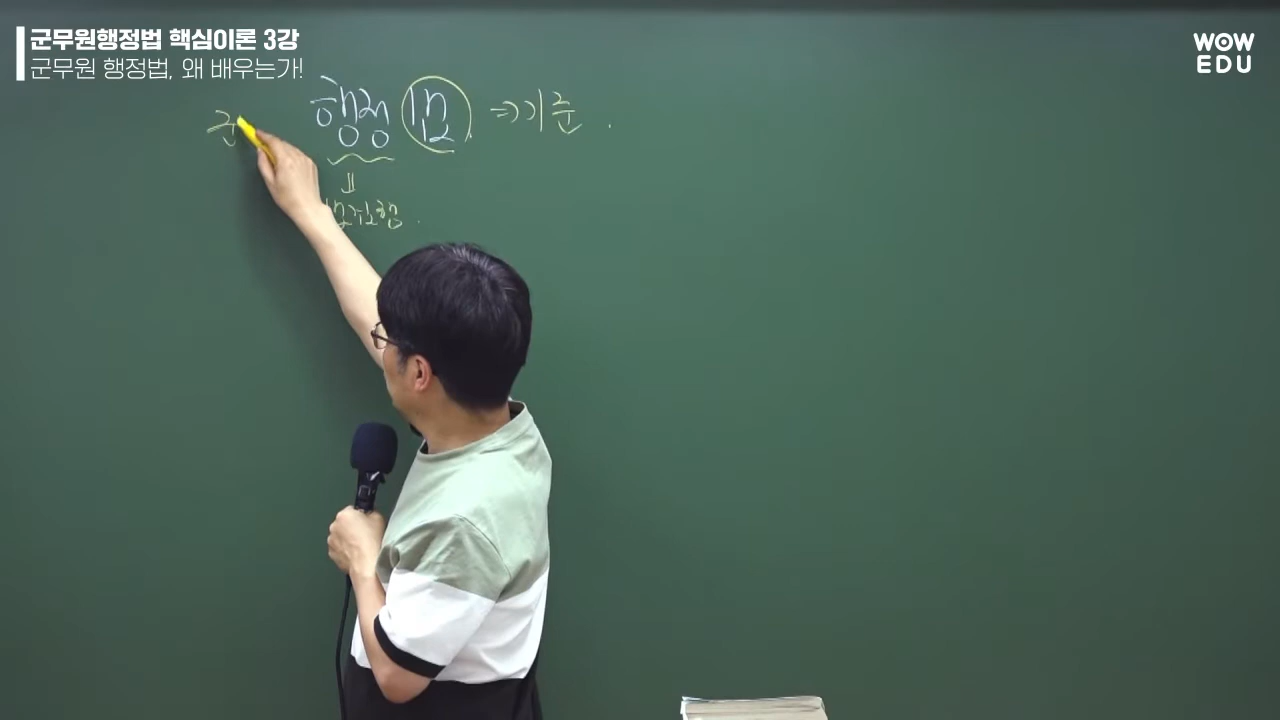 군무원행정법 핵심이론 3강
군무원 행정법, 왜 배우는가!
WOW
EDU
군 행정법 ⇒ 기준.